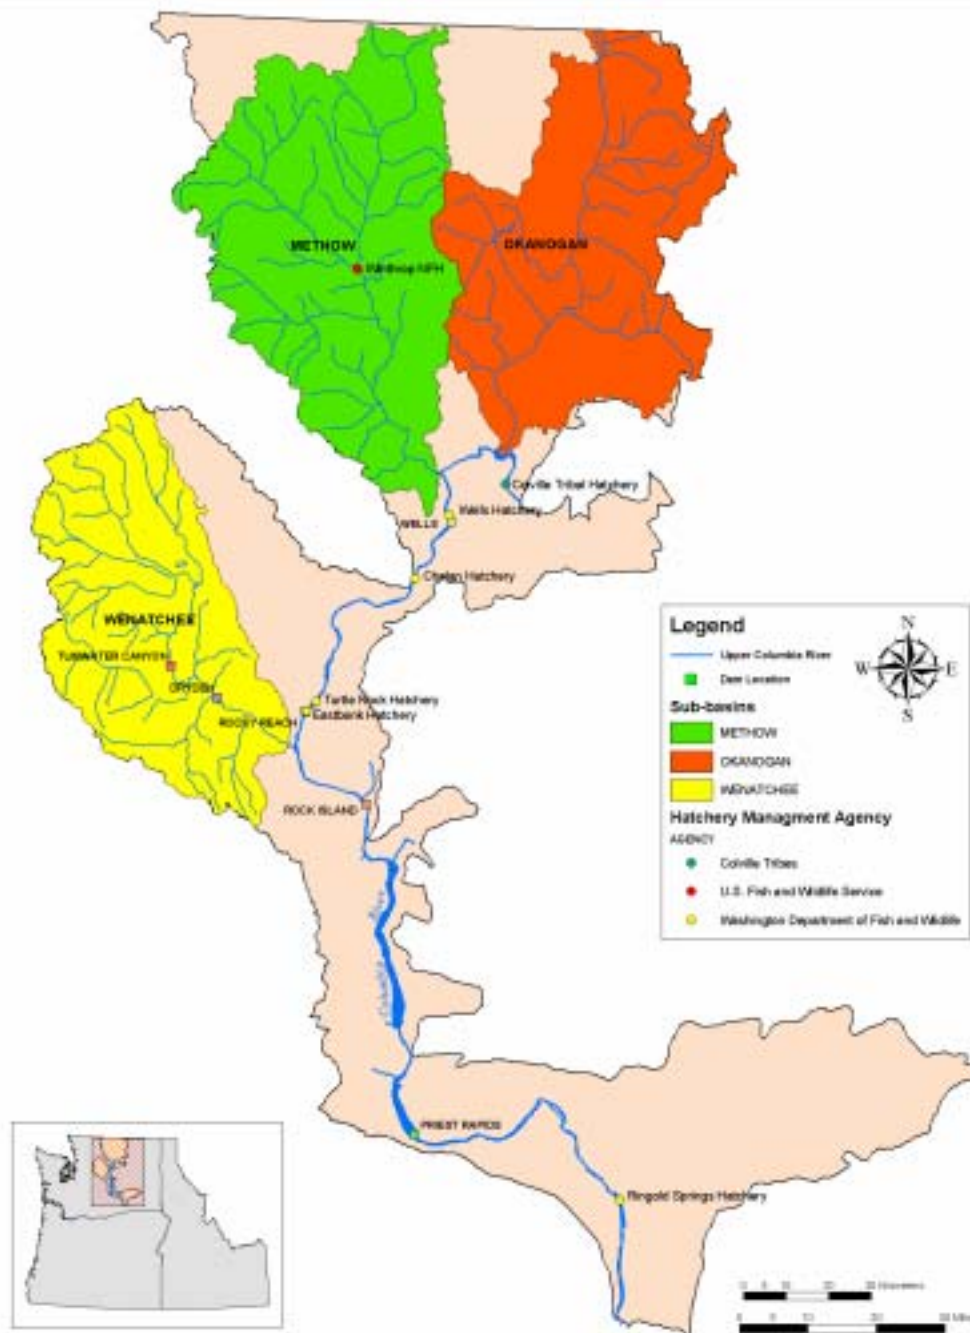 METHOW
OKANOGAN
Winthrop NFH
Colville Tribal Hatchery
Wells Hatchery
WELLS
Chelan Hatchery
WENATCHEE
TUMWATER CANYON
DRYDEN
Turtle Rock Hatchery
Eastbank Hatchery
ROCKY REACH
ROCK ISLAND
Columbia River
PRIEST RAPIDS
Ringold Springs Hatchery
Legend
Upper Columbia River
Dam Location
Sub-basins
METHOW
OKANOGAN
WENATCHEE
Hatchery Managment Agency
AGENCY
Colville Tribes
U.S. Fish and Wildlife Service
Washington Department of Fish and Wildlife
N
W E
S